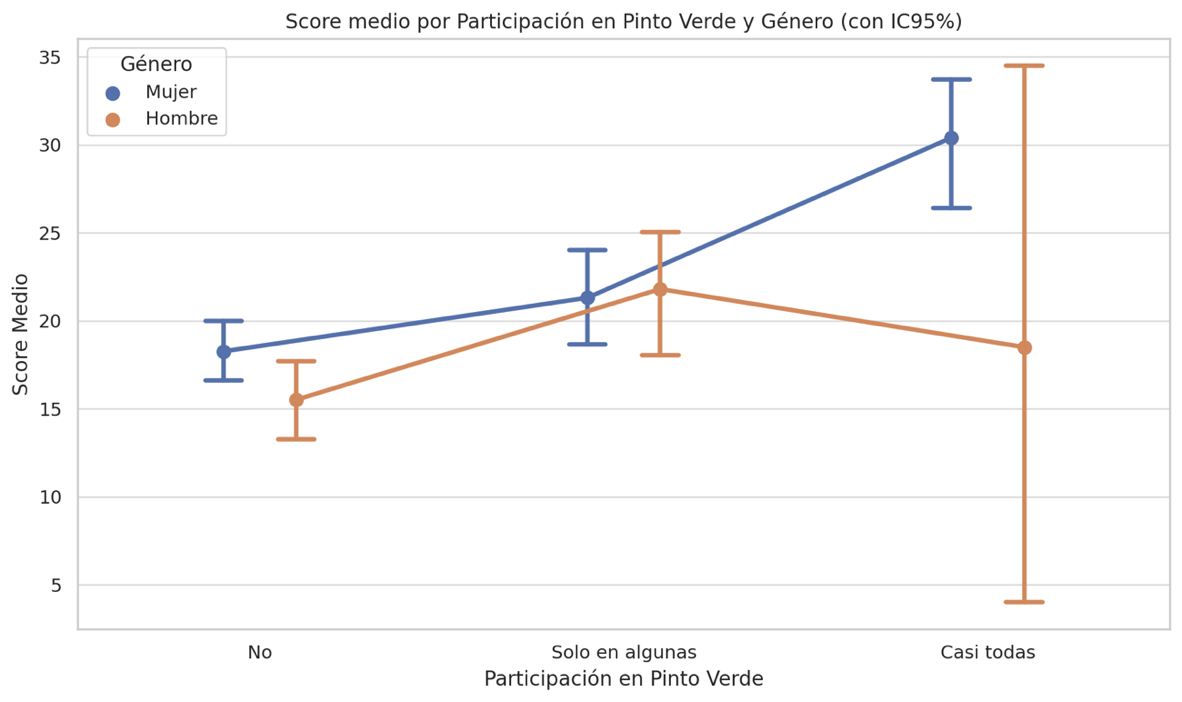 Score medio por Participación en Pinto Verde y Género (con IC95%)
Género
Mujer
Hombre
Score Medio
35
30
25
20
15
10
5
No
Solo en algunas
Casi todas
Participación en Pinto Verde